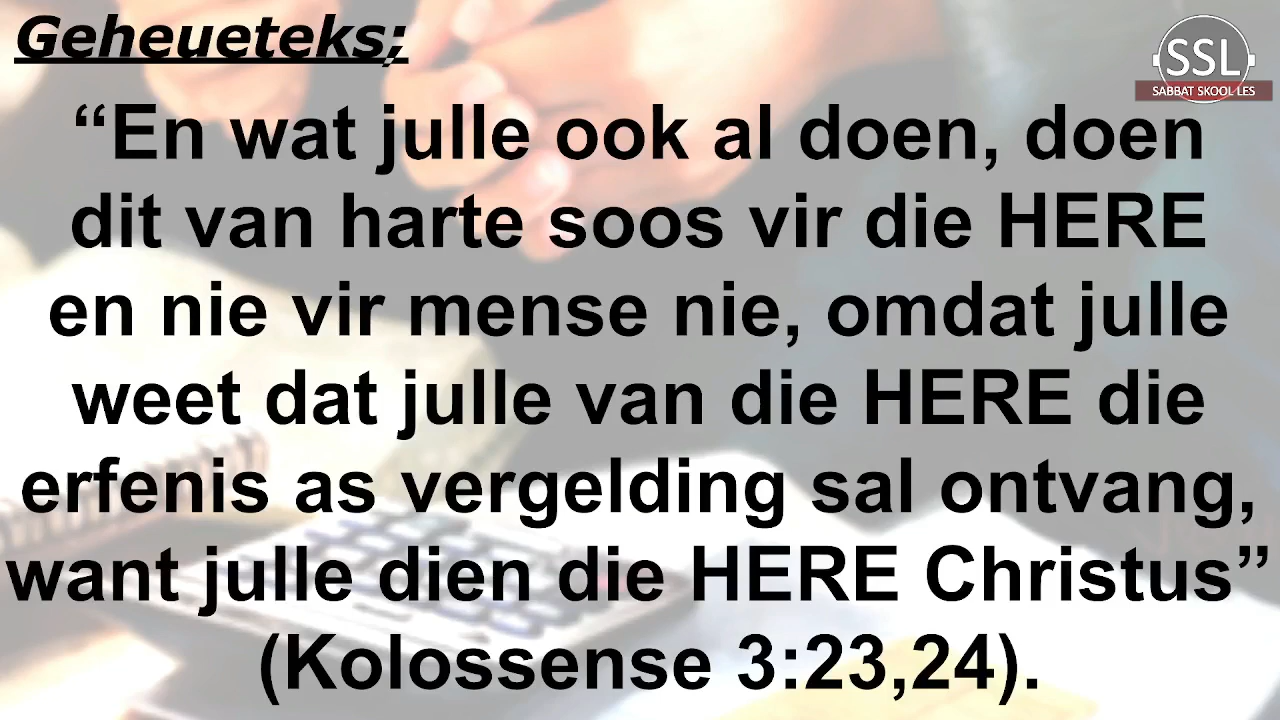 Geheueteks;
SSL
SABBAT SKOOL LES
“En wat julle ook al doen, doen
dit van harte soos vir die HERE
en nie vir mense nie, omdat julle
weet dat julle van die HERE die
erfenis as vergelding sal ontvang,
want julle dien die HERE Christus”
(Kolossense 3:23,24).